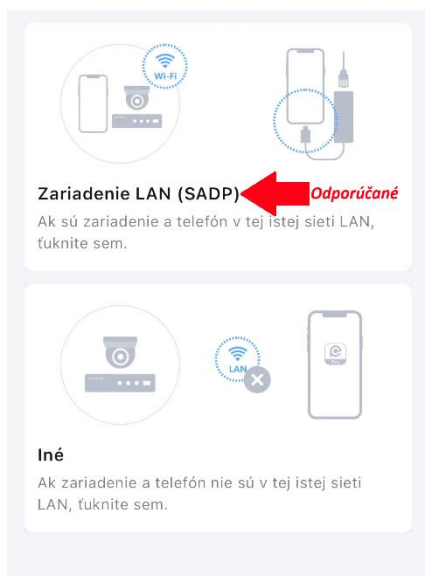 Wi-Fi
Zariadenie LAN (SADP)
Odporúčané
Ak sú zariadenie a telefón v tej istej sieti LAN,
ťuknite sem.
LAN
Iné
Ak zariadenie a telefón nie sú v tej istej sieti
LAN, ťuknite sem.